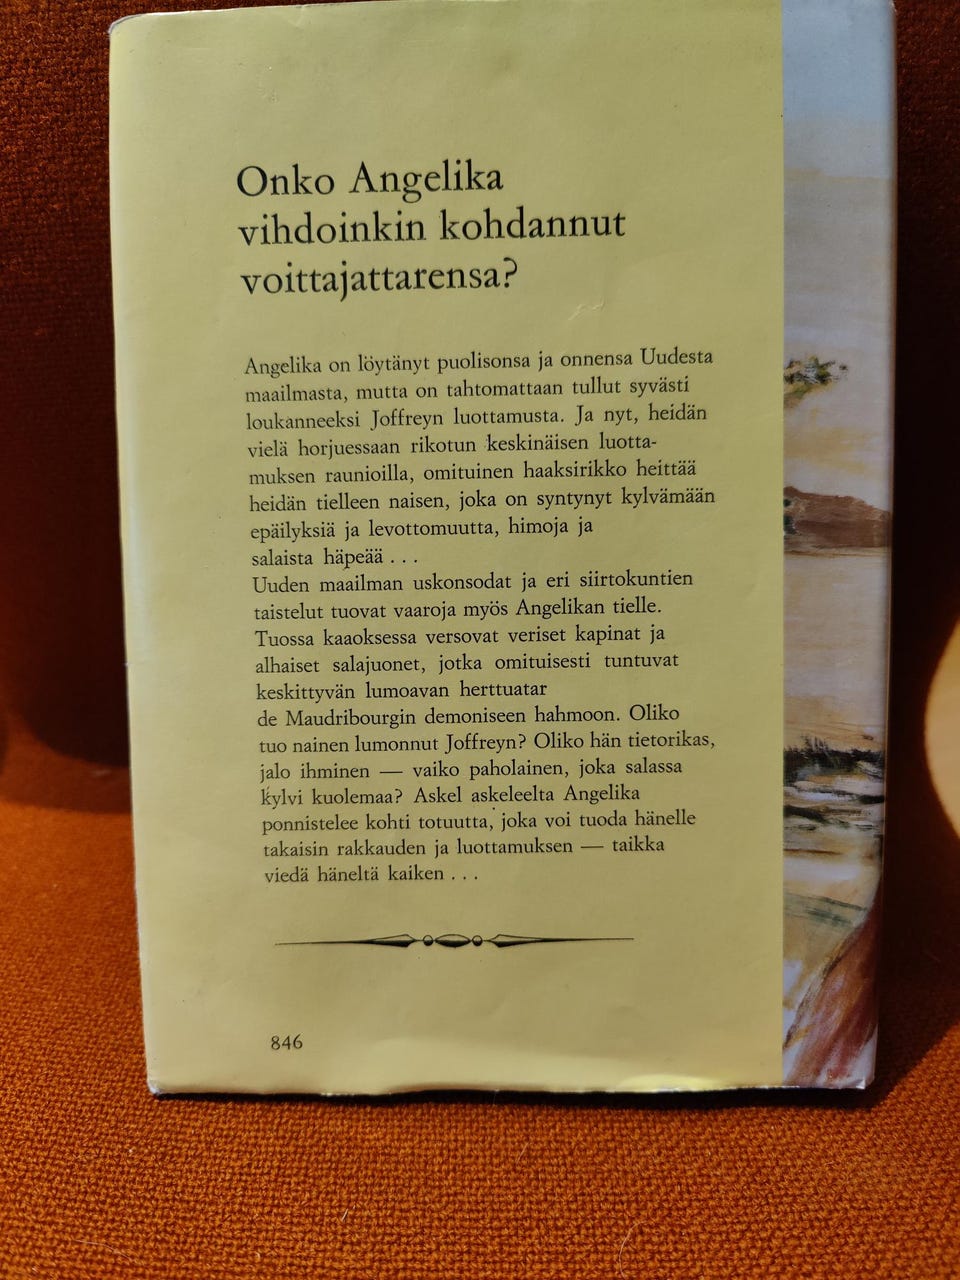 Onko Angelika
vihdoinkin kohdannut
voittajattarensa?
Angelika on löytänyt puolisonsa ja onnensa Uudesta
maailmasta, mutta on tahtomattaan tullut syvästi
loukanneeksi Joffreyn luottamusta. Ja nyt, heidän
vielä horjuessaan rikotun keskinäisen luotta-
muksen raunioilla, omituinen haaksirikko heittää
heidän tielleen naisen, joka on syntynyt kylvämään
epäilyksiä ja levottomuutta, himoja ja
salaista häpeää . . .
Uuden maailman uskonsodat ja eri siirtokuntien
taistelut tuovat vaaroja myös Angelikan tielle.
Tuossa kaaoksessa versovat veriset kapinat ja
alhaiset salajuonet, jotka omituisesti tuntuvat
keskittyvän lumoavan herttuatar
de Maudribourgin demoniseen hahmoon. Oliko
tuo nainen lumonnut Joffreyn? Oliko hän tietorikas,
jalo ihminen — vaiko paholainen, joka salassa
kylvi kuolemaa? Askel askeleelta Angelika
ponnistelee kohti totuutta, joka voi tuoda hänelle
takaisin rakkauden ja luottamuksen — taikka
viedä häneltä kaiken . . .
846